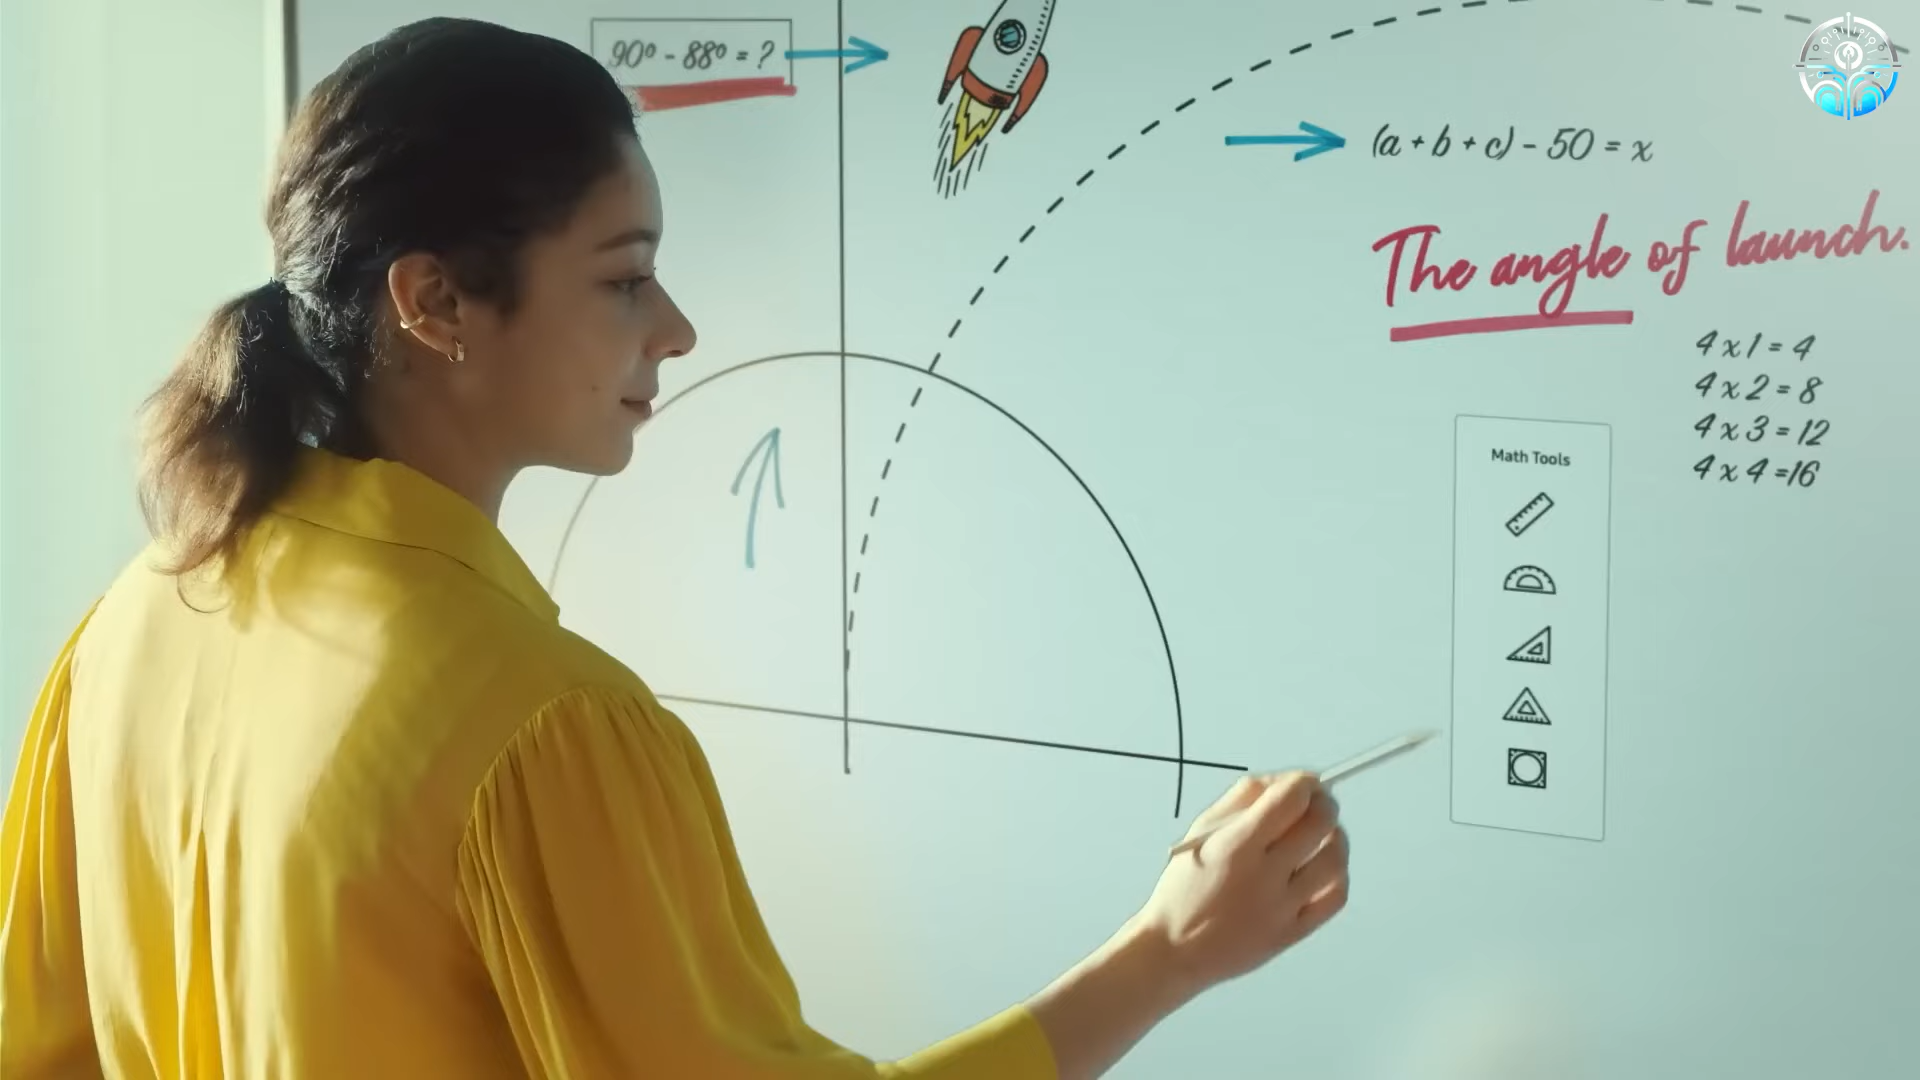 90° - 88° = ?
(a + b + c) - 50 = x
The angle of launch.
4 x 1 = 4
4 x 2 = 8
4 x 3 = 12
4 x 4 =16
Math Tools